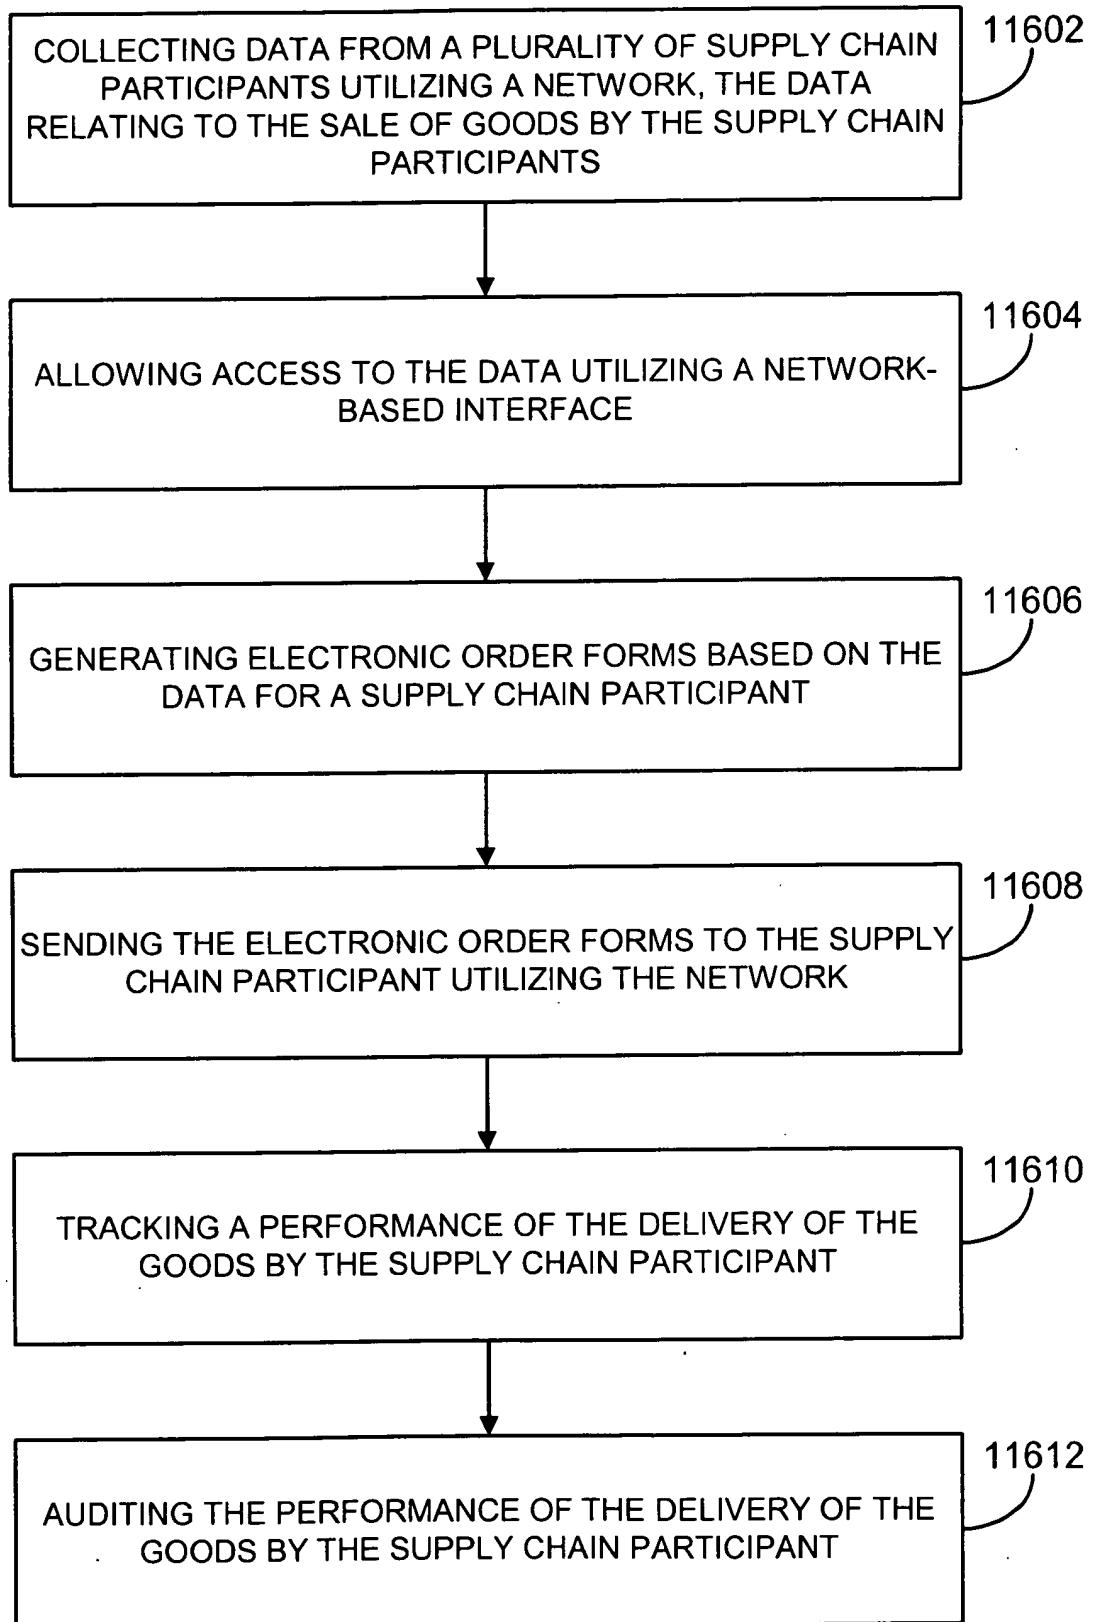 11602
COLLECTING DATA FROM A PLURALITY OF SUPPLY CHAIN
PARTICIPANTS UTILIZING A NETWORK, THE DATA
RELATING TO THE SALE OF GOODS BY THE SUPPLY CHAIN
PARTICIPANTS
11604
ALLOWING ACCESS TO THE DATA UTILIZING A NETWORK-
BASED INTERFACE
11606
GENERATING ELECTRONIC ORDER FORMS BASED ON THE
DATA FOR A SUPPLY CHAIN PARTICIPANT
11608
SENDING THE ELECTRONIC ORDER FORMS TO THE SUPPLY
CHAIN PARTICIPANT UTILIZING THE NETWORK
11610
TRACKING A PERFORMANCE OF THE DELIVERY OF THE
GOODS BY THE SUPPLY CHAIN PARTICIPANT
11612
AUDITING THE PERFORMANCE OF THE DELIVERY OF THE
GOODS BY THE SUPPLY CHAIN PARTICIPANT